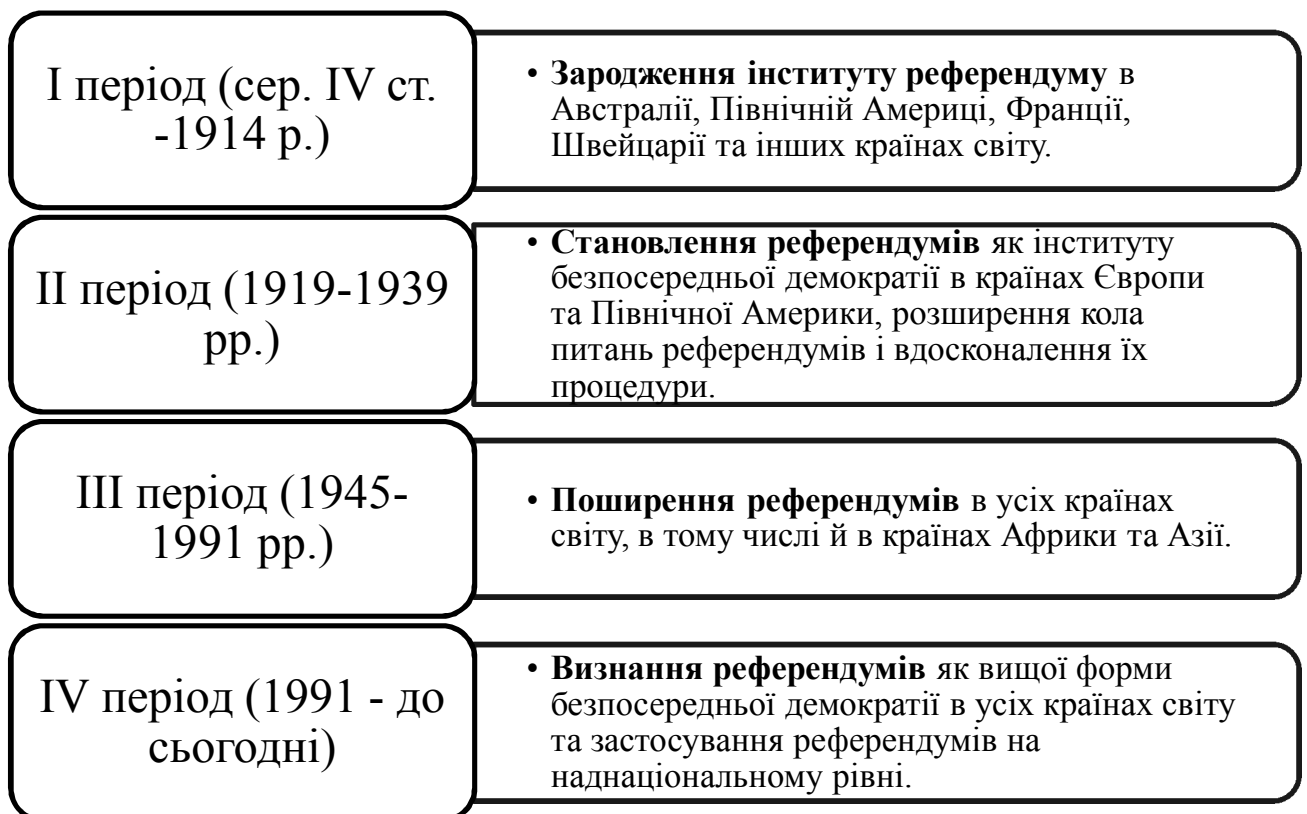 I період (сер. IV ст.
-1914 р.)
• Зародження інституту референдуму в
Австралії, Північній Америці, Франції,
Швейцарії та інших країнах світу.
II період (1919-1939
рр.)
• Становлення референдумів як інституту
безпосередньої демократії в країнах Європи
та Північної Америки, розширення кола
питань референдумів і вдосконалення їх
процедури.
III період (1945-
1991 рр.)
• Поширення референдумів в усіх країнах
світу, в тому числі й в країнах Африки та Азії.
IV період (1991 - до
сьогодні)
• Визнання референдумів як вищої форми
безпосередньої демократії в усіх країнах світу
та застосування референдумів на
наднаціональному рівні.